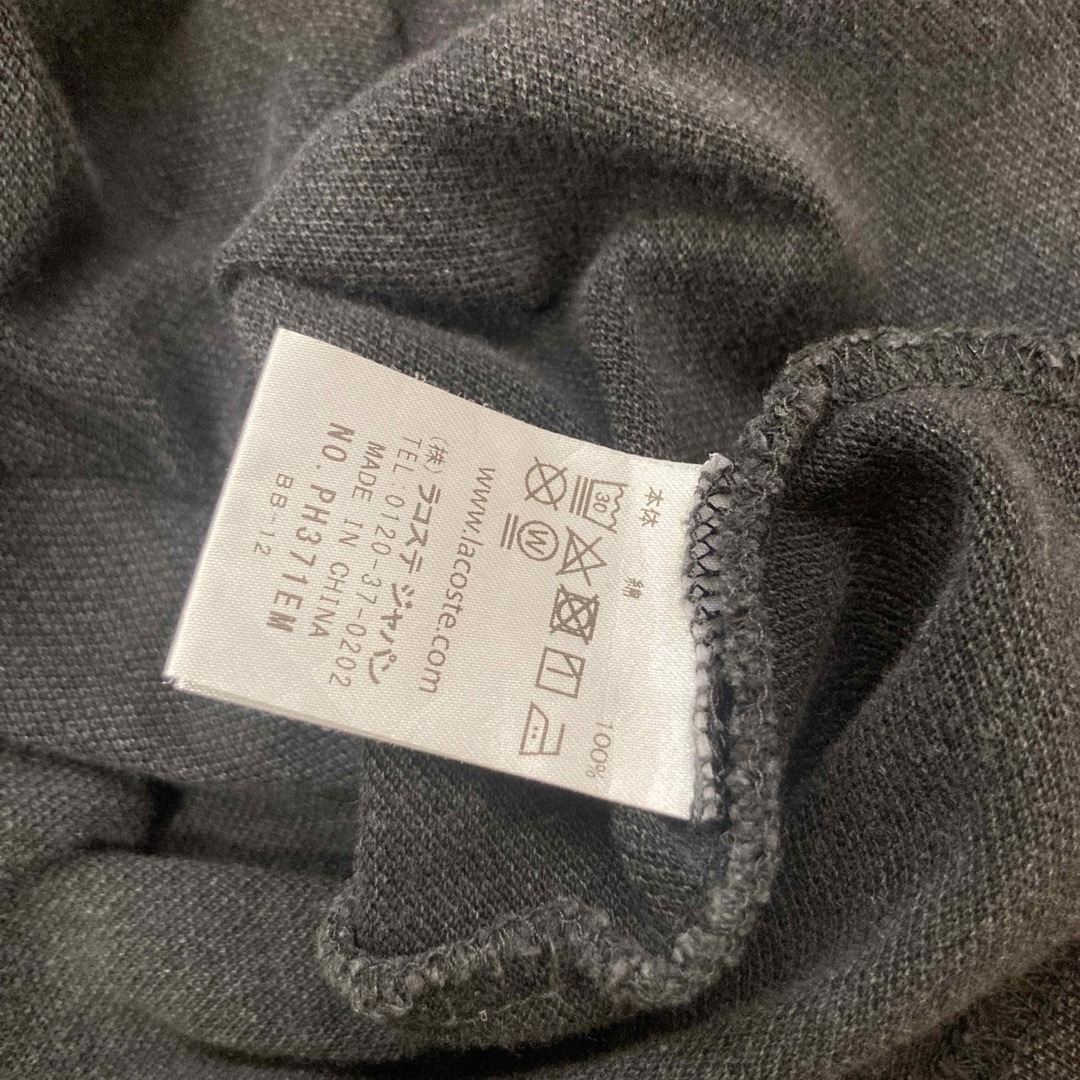 本体 綿 100%
30
W
www.lacoste.com
(株)ラコステ ジャパン
TEL:0120-37-0202
MADE IN CHINA
NO. PH371EM
BB 12